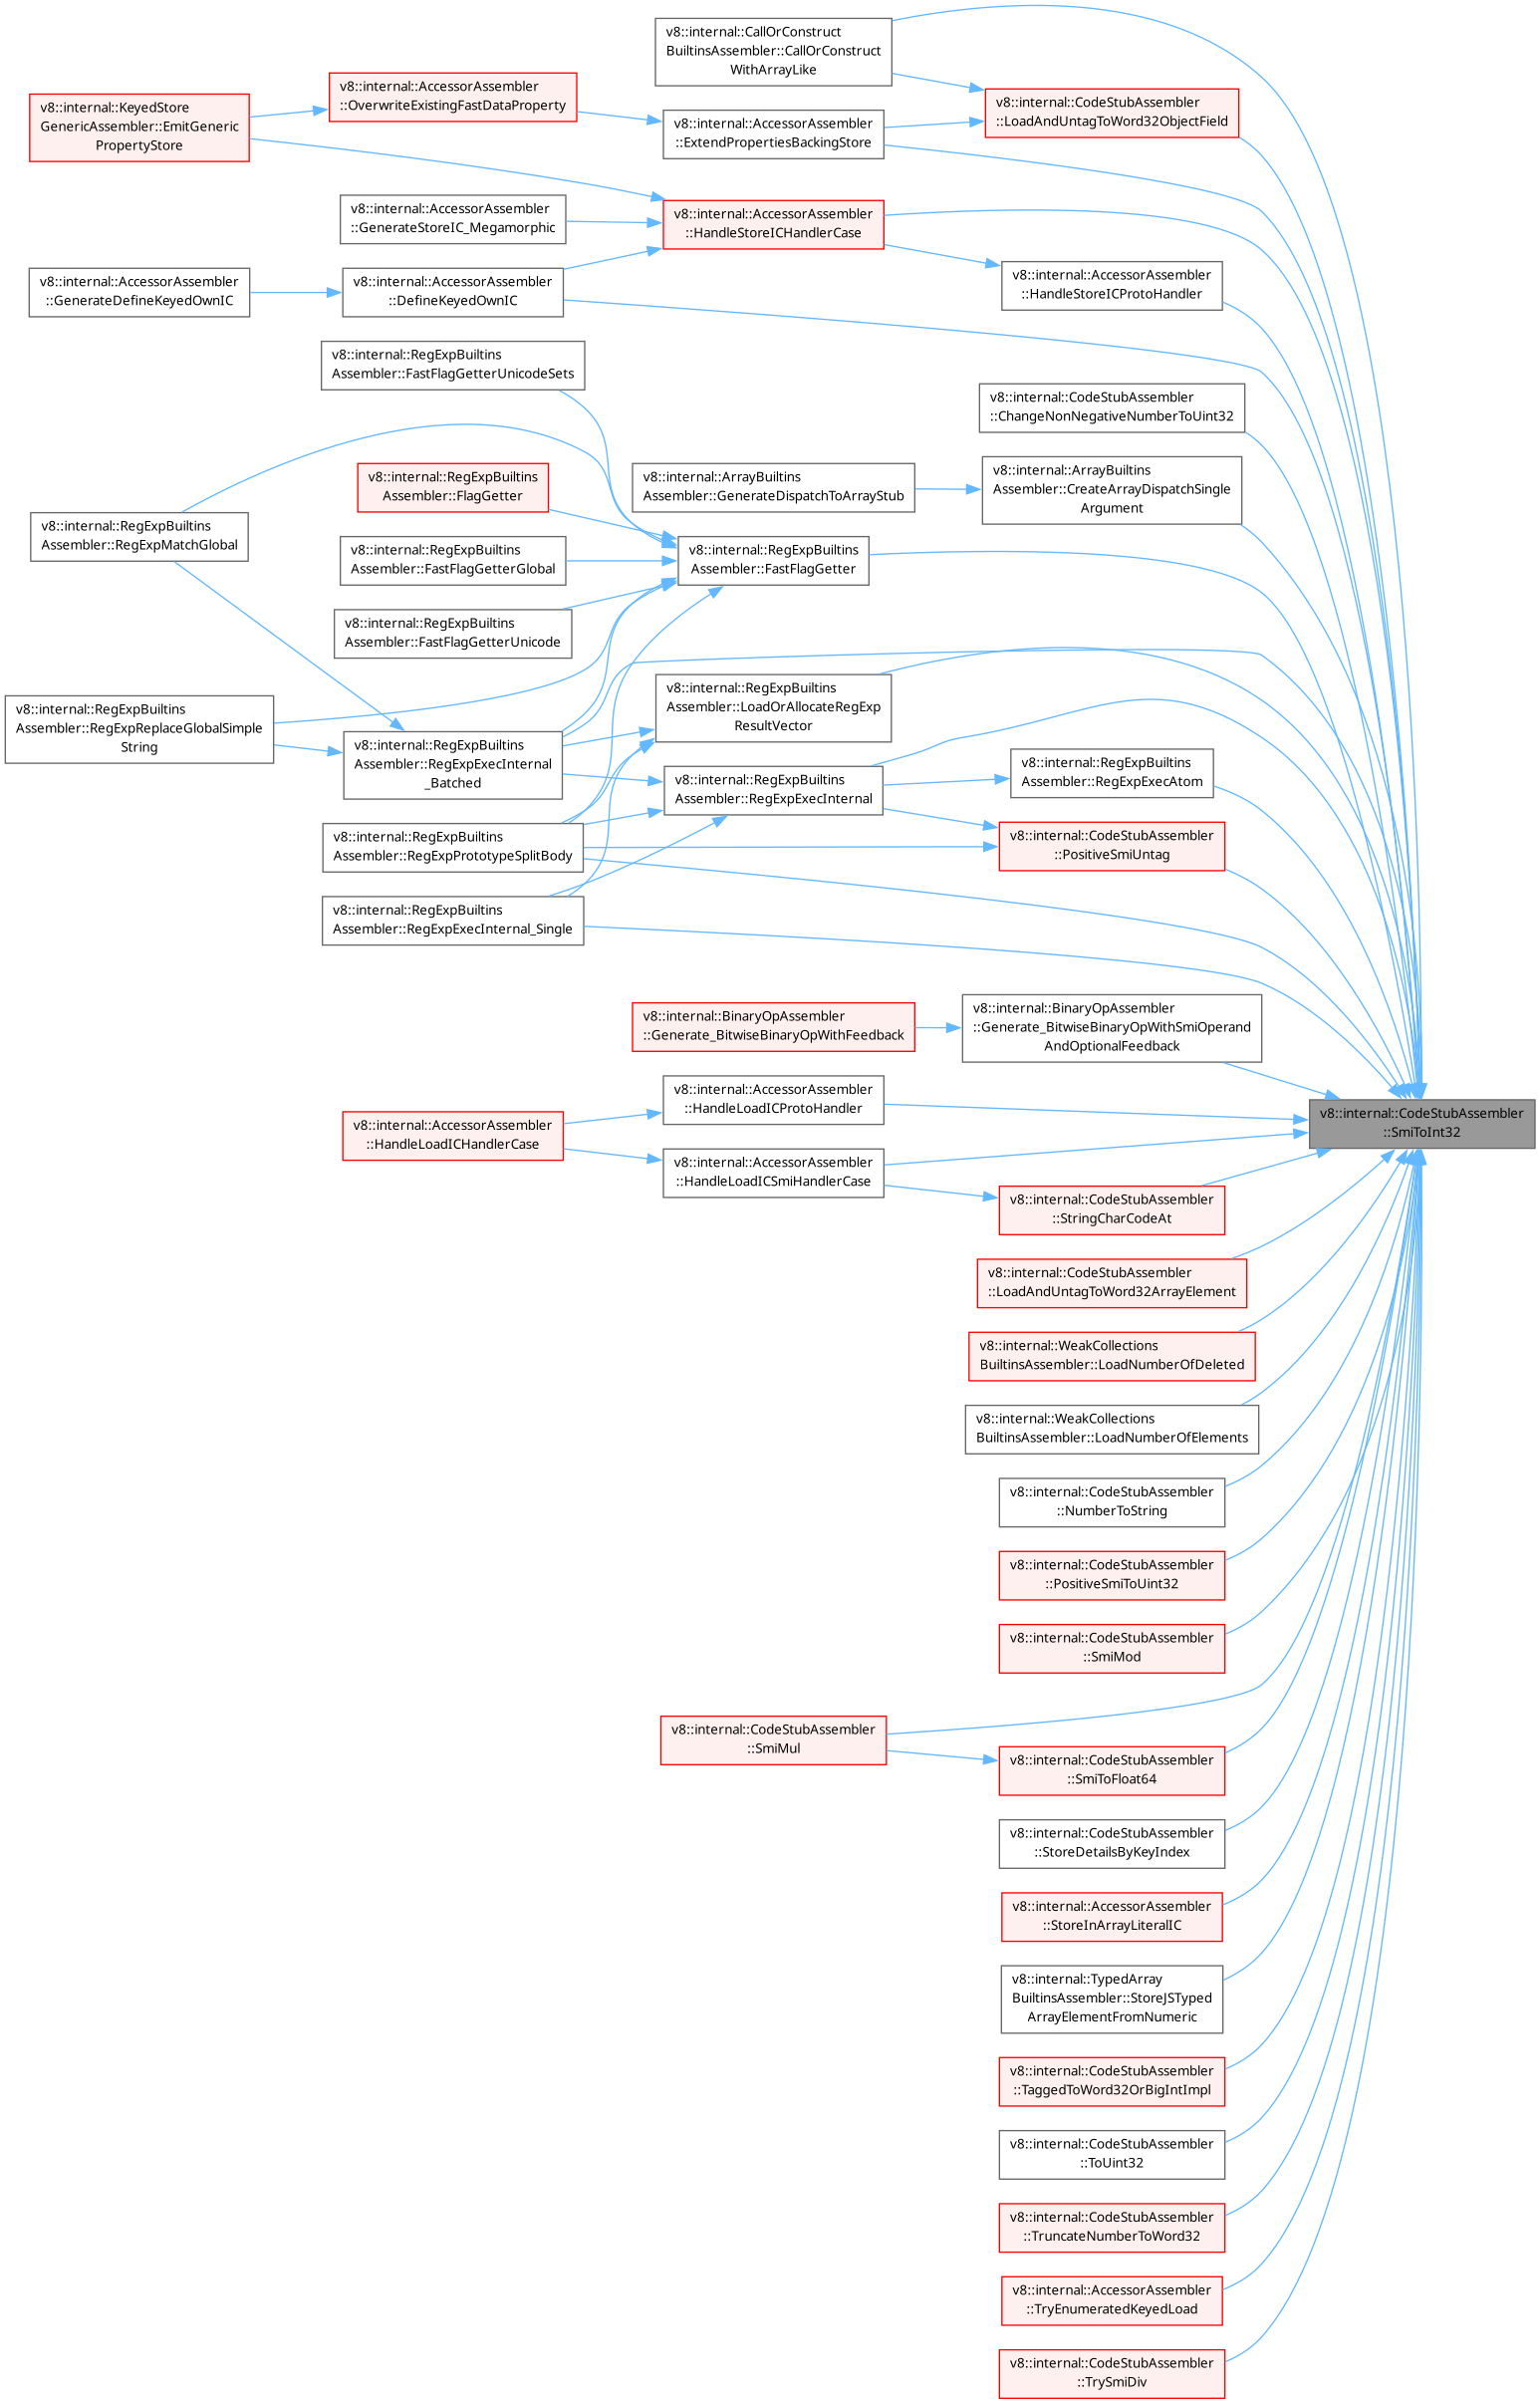 v8::internal::CallOrConstruct
BuiltinsAssembler::CallOrConstruct
WithArrayLike
v8::internal::AccessorAssembler
::OverwriteExistingFastDataProperty
v8::internal::KeyedStore
GenericAssembler::EmitGeneric
PropertyStore
v8::internal::CodeStubAssembler
::LoadAndUntagToWord32ObjectField
v8::internal::AccessorAssembler
::ExtendPropertiesBackingStore
v8::internal::AccessorAssembler
::GenerateStoreIC_Megamorphic
v8::internal::AccessorAssembler
::HandleStoreICHandlerCase
v8::internal::AccessorAssembler
::HandleStoreICProtoHandler
v8::internal::AccessorAssembler
::GenerateDefineKeyedOwnIC
v8::internal::AccessorAssembler
::DefineKeyedOwnIC
v8::internal::RegExpBuiltins
Assembler::FastFlagGetterUnicodeSets
v8::internal::CodeStubAssembler
::ChangeNonNegativeNumberToUint32
v8::internal::RegExpBuiltins
Assembler::FlagGetter
v8::internal::ArrayBuiltins
Assembler::GenerateDispatchToArrayStub
v8::internal::ArrayBuiltins
Assembler::CreateArrayDispatchSingle
Argument
v8::internal::RegExpBuiltins
Assembler::RegExpMatchGlobal
v8::internal::RegExpBuiltins
Assembler::FastFlagGetterGlobal
v8::internal::RegExpBuiltins
Assembler::FastFlagGetter
v8::internal::RegExpBuiltins
Assembler::FastFlagGetterUnicode
v8::internal::RegExpBuiltins
Assembler::LoadOrAllocateRegExp
ResultVector
v8::internal::RegExpBuiltins
Assembler::RegExpReplaceGlobalSimple
String
v8::internal::RegExpBuiltins
Assembler::RegExpExecInternal
_Batched
v8::internal::RegExpBuiltins
Assembler::RegExpExecInternal
v8::internal::RegExpBuiltins
Assembler::RegExpExecAtom
v8::internal::RegExpBuiltins
Assembler::RegExpPrototypeSplitBody
v8::internal::CodeStubAssembler
::PositiveSmiUntag
v8::internal::RegExpBuiltins
Assembler::RegExpExecInternal_Single
v8::internal::BinaryOpAssembler
::Generate_BitwiseBinaryOpWithFeedback
v8::internal::BinaryOpAssembler
::Generate_BitwiseBinaryOpWithSmiOperand
AndOptionalFeedback
v8::internal::AccessorAssembler
::HandleLoadICProtoHandler
v8::internal::CodeStubAssembler
::SmiToInt32
v8::internal::AccessorAssembler
::HandleLoadICHandlerCase
v8::internal::AccessorAssembler
::HandleLoadICSmiHandlerCase
v8::internal::CodeStubAssembler
::StringCharCodeAt
v8::internal::CodeStubAssembler
::LoadAndUntagToWord32ArrayElement
v8::internal::WeakCollections
BuiltinsAssembler::LoadNumberOfDeleted
v8::internal::WeakCollections
BuiltinsAssembler::LoadNumberOfElements
v8::internal::CodeStubAssembler
::NumberToString
v8::internal::CodeStubAssembler
::PositiveSmiToUint32
v8::internal::CodeStubAssembler
::SmiMod
v8::internal::CodeStubAssembler
::SmiMul
v8::internal::CodeStubAssembler
::SmiToFloat64
v8::internal::CodeStubAssembler
::StoreDetailsByKeyIndex
v8::internal::AccessorAssembler
::StoreInArrayLiteralIC
v8::internal::TypedArray
BuiltinsAssembler::StoreJSTyped
ArrayElementFromNumeric
v8::internal::CodeStubAssembler
::TaggedToWord32OrBigIntImpl
v8::internal::CodeStubAssembler
::ToUint32
v8::internal::CodeStubAssembler
::TruncateNumberToWord32
v8::internal::AccessorAssembler
::TryEnumeratedKeyedLoad
v8::internal::CodeStubAssembler
::TrySmiDiv